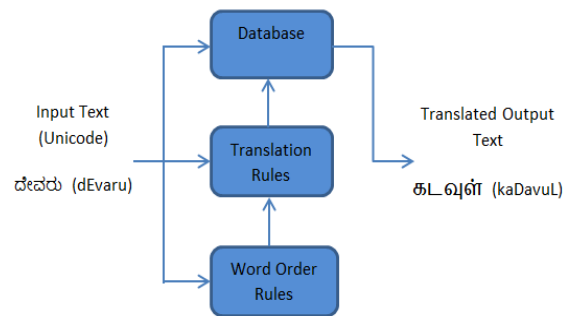 Database
Input Text
(Unicode)
ದೇವರು (dEvaru)
Translation
Rules
Translated Output
Text
கடவுள் (kaDavuL)
Word Order
Rules